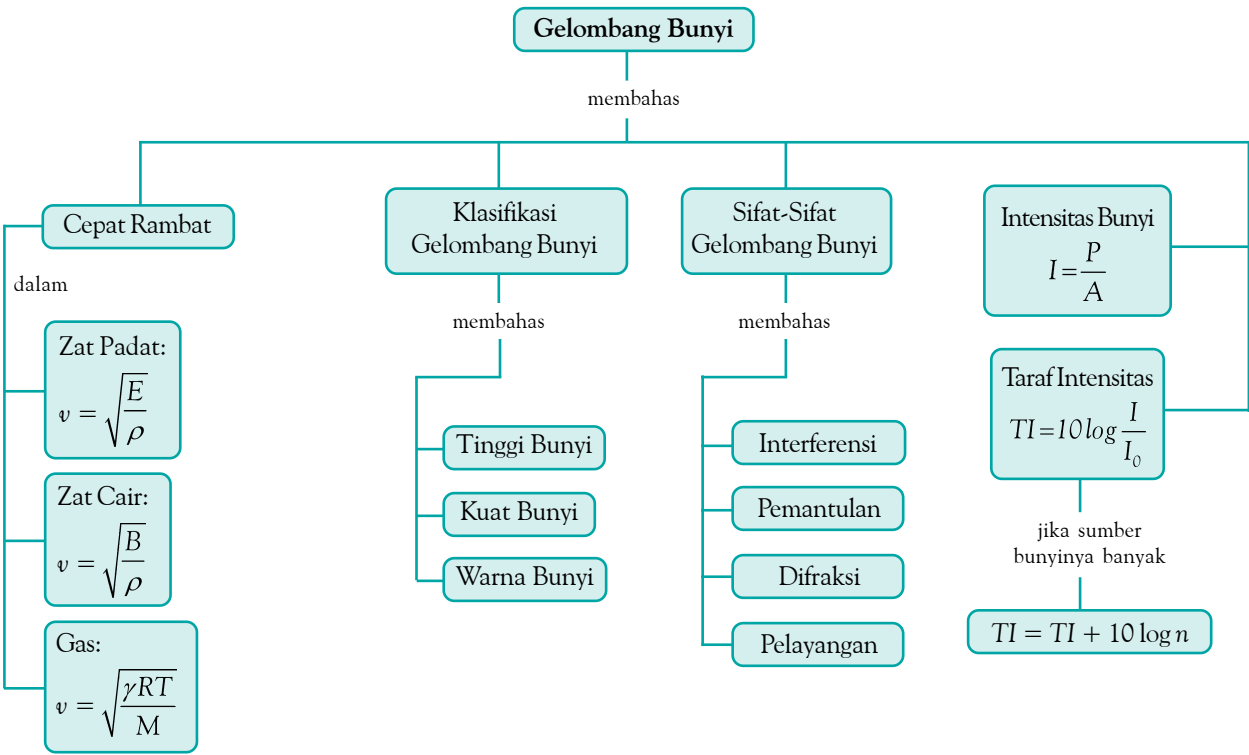 Gelombang Bunyi
membahas
Cepat Rambat
dalam
Zat Padat:
v = √(E/ρ)
Zat Cair:
v = √(B/ρ)
Gas:
v = √(γRT/M)
Klasifikasi
Gelombang Bunyi
membahas
Tinggi Bunyi
Kuat Bunyi
Warna Bunyi
Sifat-Sifat
Gelombang Bunyi
membahas
Interferensi
Pemantulan
Difraksi
Pelayangan
Intensitas Bunyi
I = P/A
Taraf Intensitas
TI = 10 log I/I₀
jika sumber
bunyinya banyak
TI = TI + 10 log n